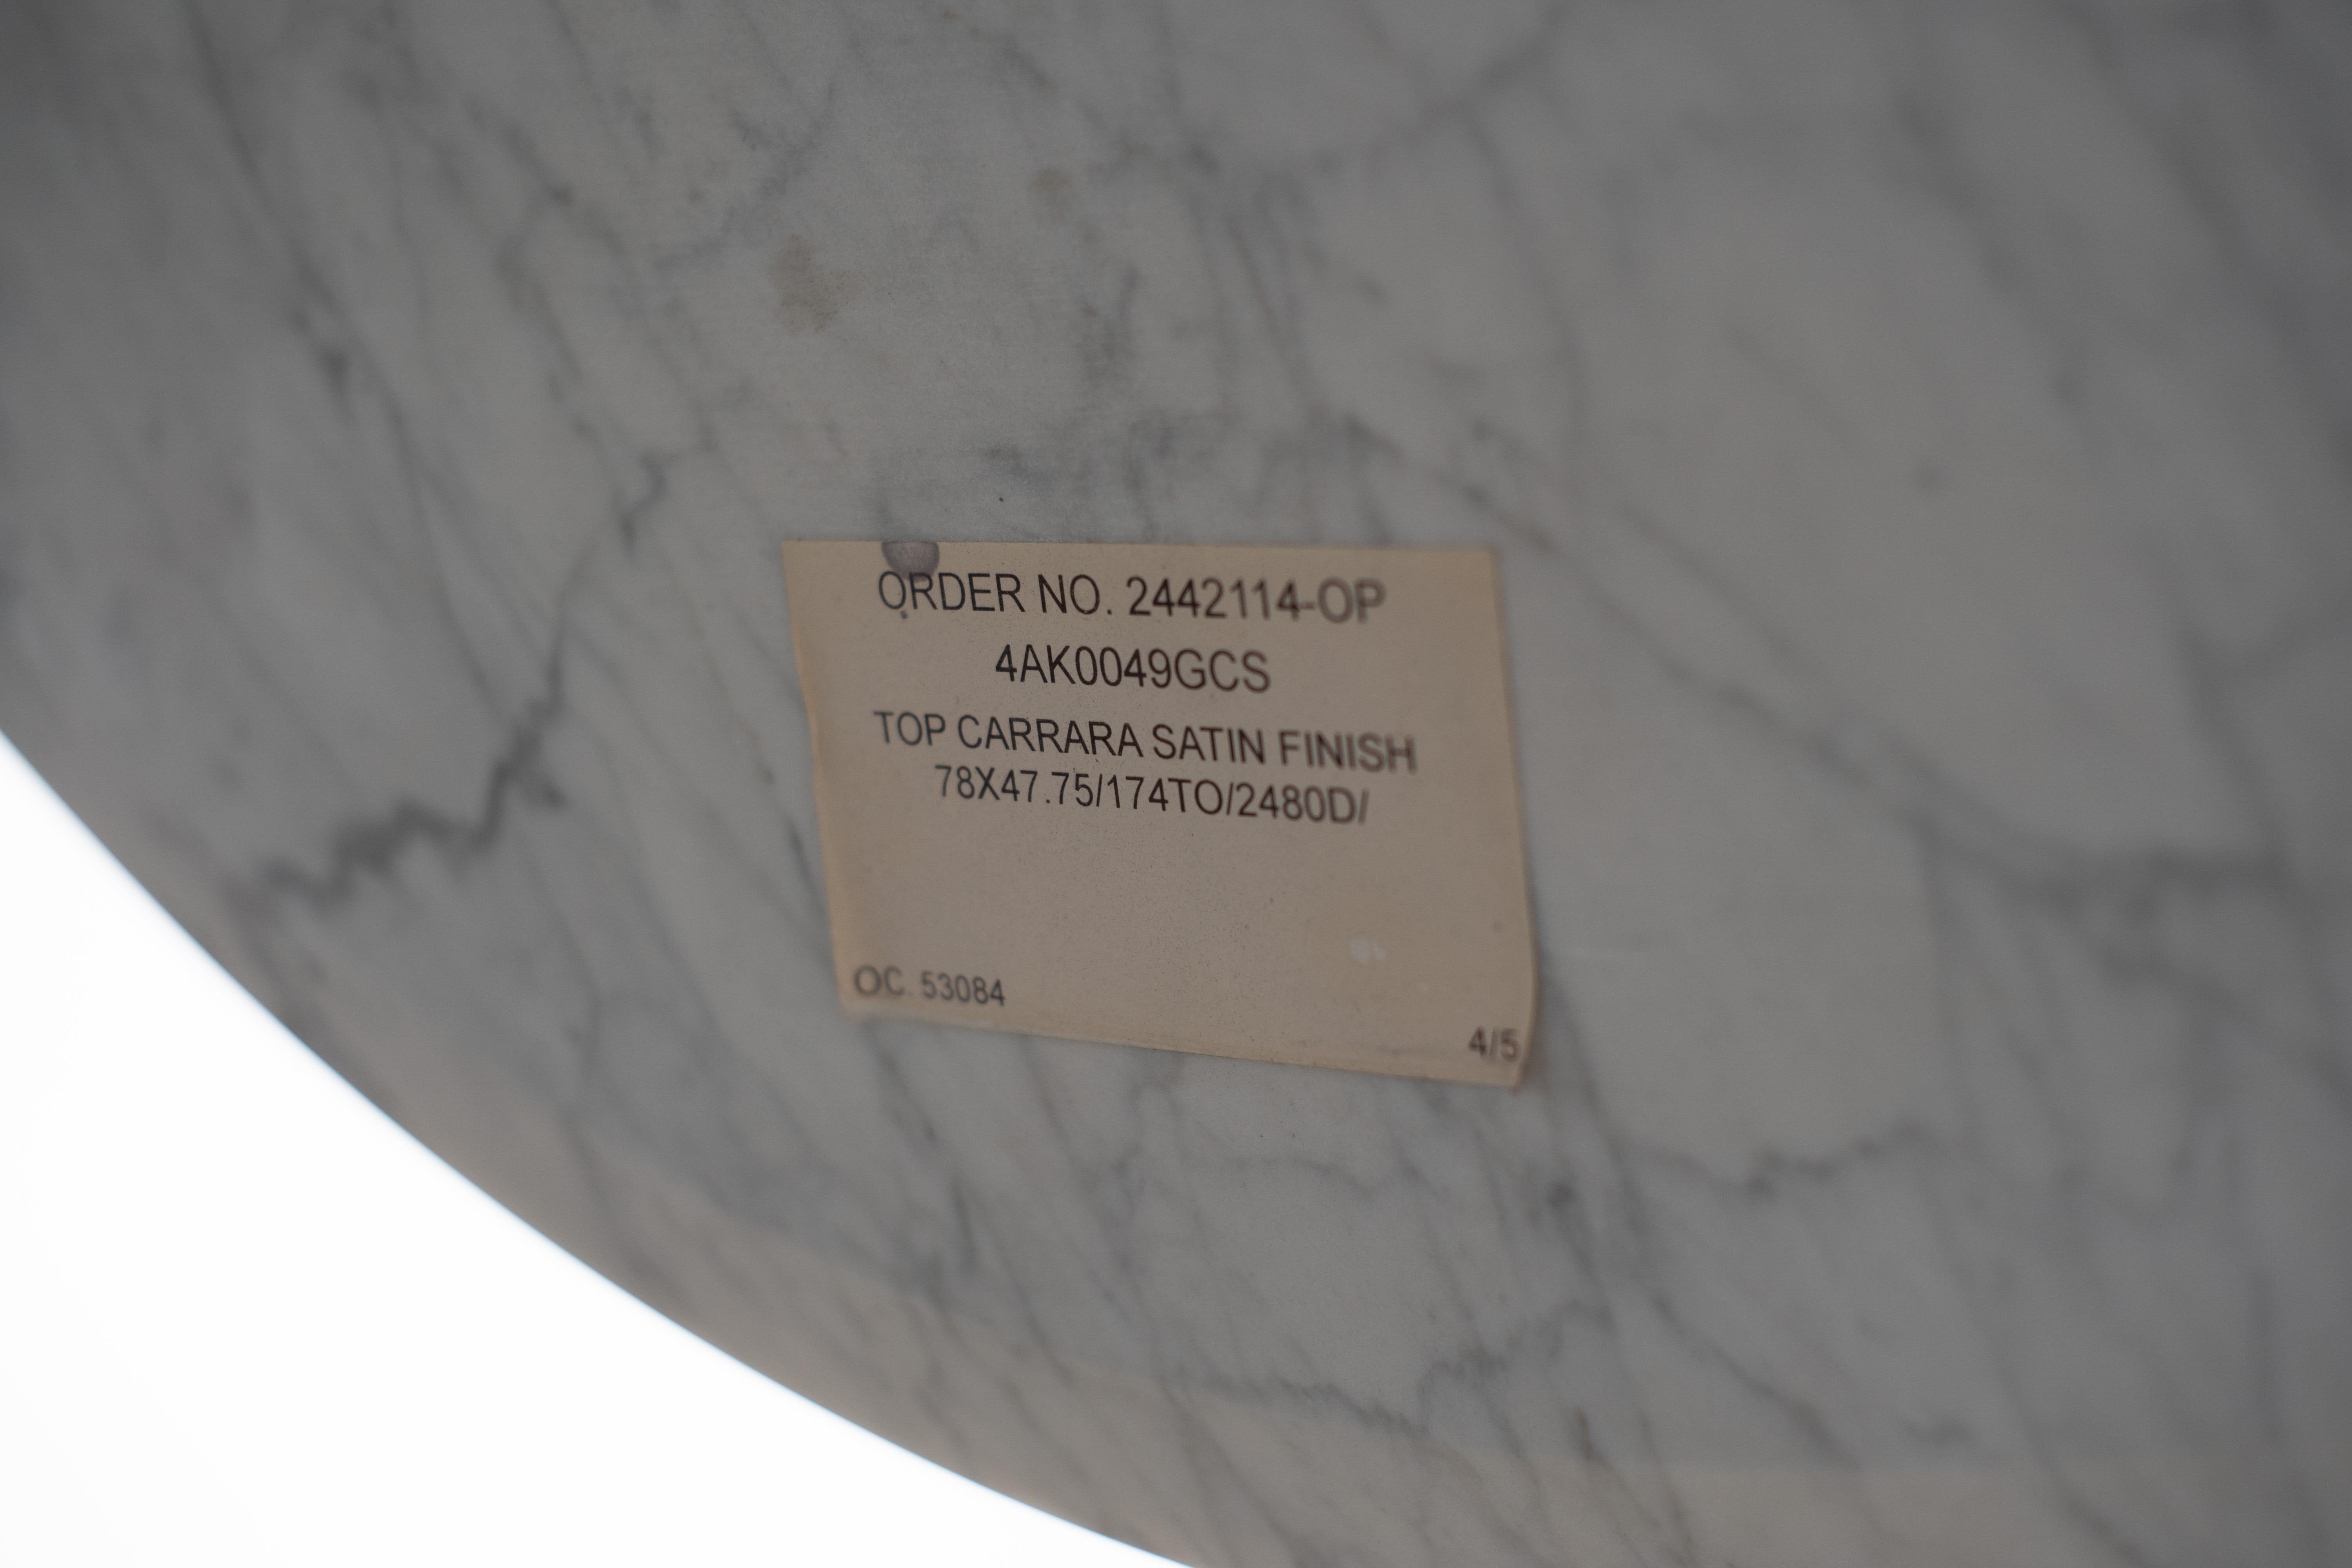 ORDER NO. 2442114-OP
4AK0049GCS
TOP CARRARA SATIN FINISH
78X47.75/174TO/2480D/
OC. 53084
4/5